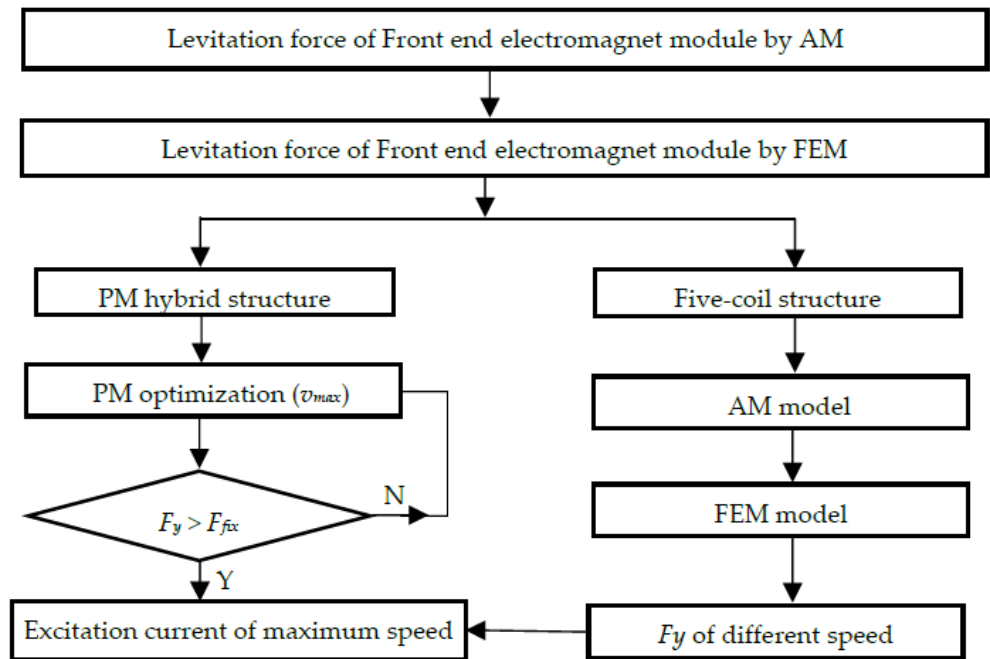 Levitation force of Front end electromagnet module by AM
Levitation force of Front end electromagnet module by FEM
PM hybrid structure
PM optimization (vmax)
Fy > Ffix
N
Y
Excitation current of maximum speed
Five-coil structure
AM model
FEM model
Fy of different speed